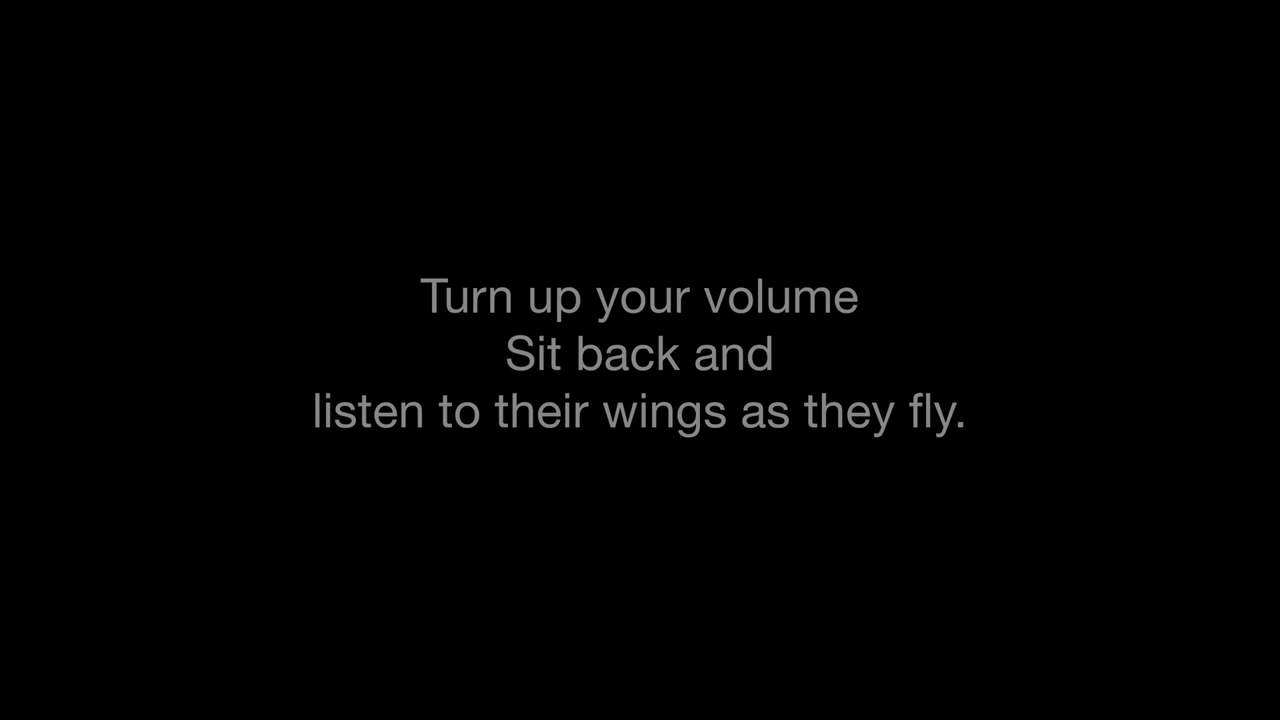 Turn up your volume
Sit back and
listen to their wings as they fly.